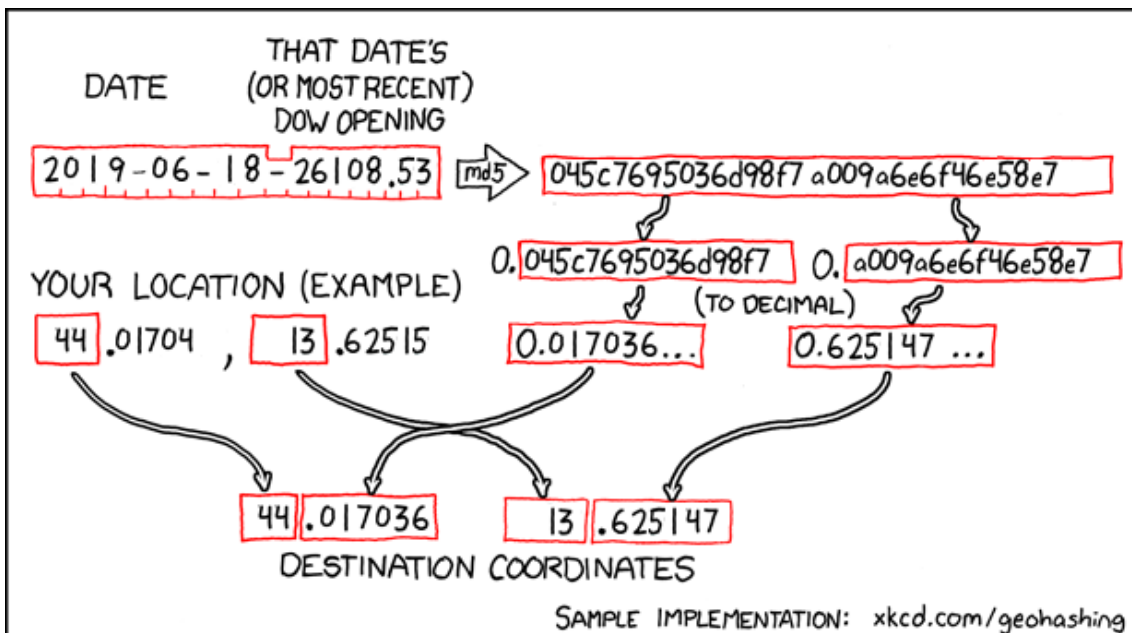 THAT DATE'S
DATE (OR MOST RECENT)
DOW OPENING
2019-06-18-26108.53 md5 045c7695036d98f7 a009a6e6f46e58e7
0.045c7695036d98f7 0.a009a6e6f46e58e7
YOUR LOCATION (EXAMPLE) (TO DECIMAL)
44.01704, 13.62515 0.017036... 0.625147...
44.017036 13.625147
DESTINATION COORDINATES
SAMPLE IMPLEMENTATION: xkcd.com/geohashing